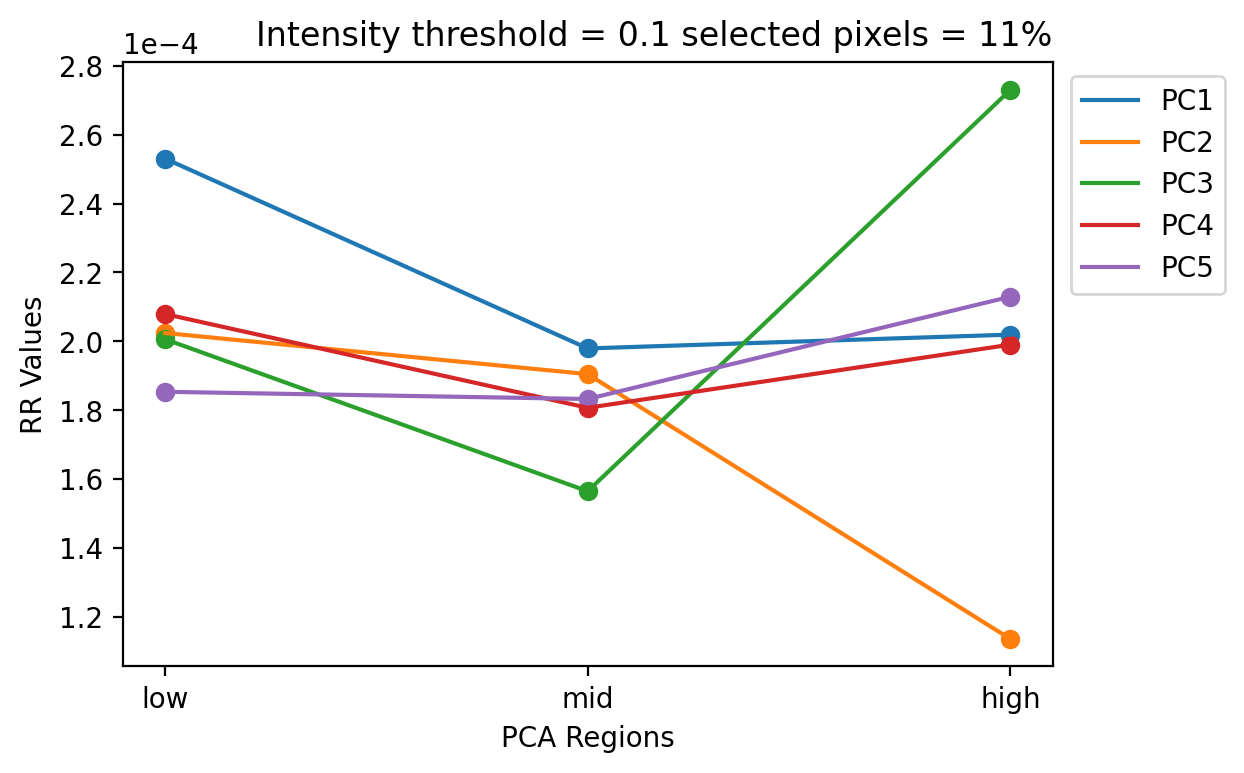 Intensity threshold = 0.1 selected pixels = 11%
1e−4
2.8
2.6
2.4
2.2
2.0
1.8
1.6
1.4
1.2
RR Values
low
mid
high
PCA Regions
PC1
PC2
PC3
PC4
PC5